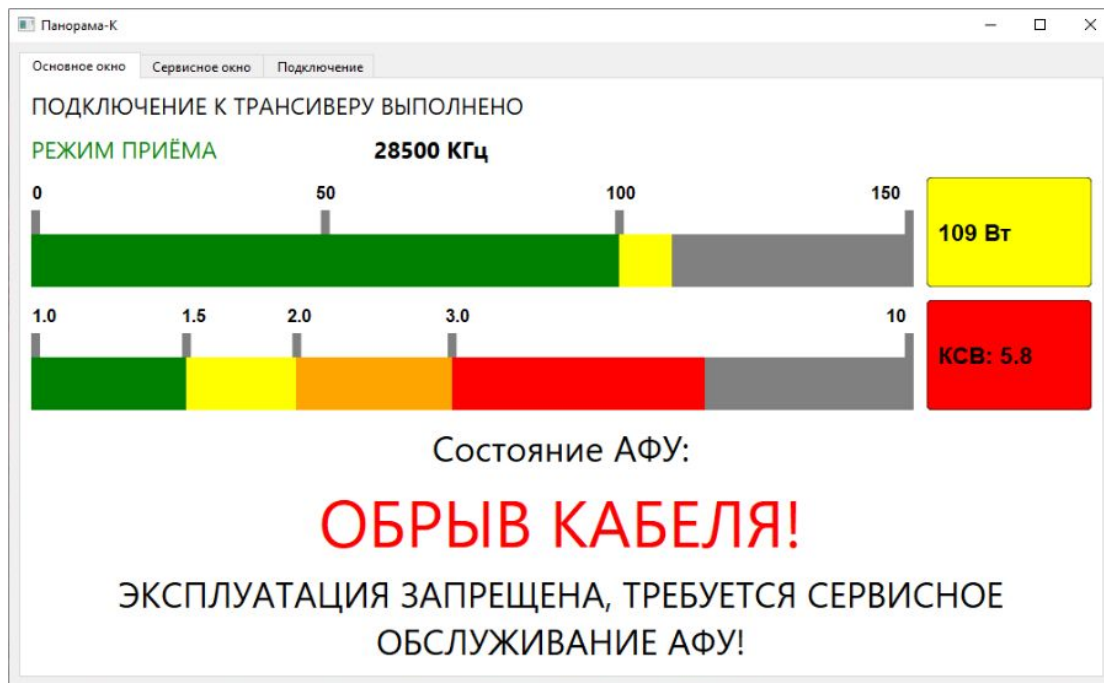 Панорама-К
Основное окно Сервисное окно Подключение
ПОДКЛЮЧЕНИЕ К ТРАНСИВЕРУ ВЫПОЛНЕНО
РЕЖИМ ПРИЁМА 28500 КГц
0 50 100 150
109 Вт
1.0 1.5 2.0 3.0 10
КСВ: 5.8
Состояние АФУ:
ОБРЫВ КАБЕЛЯ!
ЭКСПЛУАТАЦИЯ ЗАПРЕЩЕНА, ТРЕБУЕТСЯ СЕРВИСНОЕ
ОБСЛУЖИВАНИЕ АФУ!